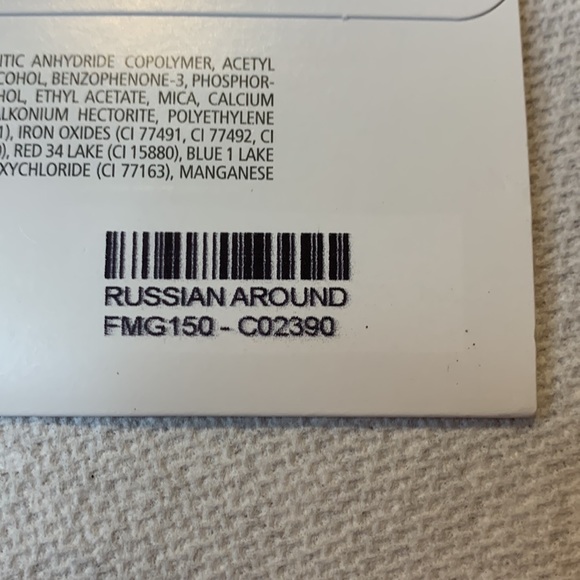 ITIC ANHYDRIDE COPOLYMER, ACETYL
COHOL, BENZOPHENONE-3, PHOSPHOR-
HOL, ETHYL ACETATE, MICA, CALCIUM
ALKONIUM HECTORITE, POLYETHYLENE
1), IRON OXIDES (CI 77491, CI 77492, CI
), RED 34 LAKE (CI 15880), BLUE 1 LAKE
XYCHLORIDE (CI 77163), MANGANESE
RUSSIAN AROUND
FMG150 - C02390